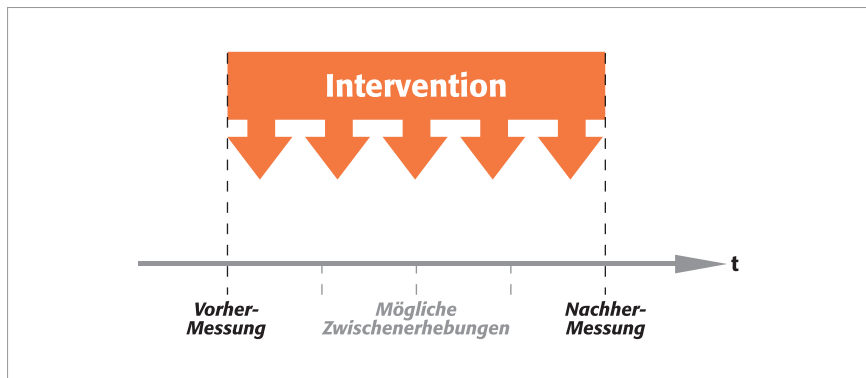 Intervention
t
Vorher-
Messung
Mögliche
Zwischenerhebungen
Nachher-
Messung